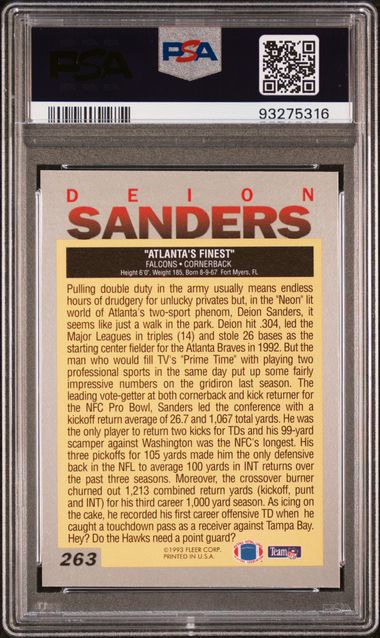 PSA
PSA
93275316
DEION
SANDERS
"ATLANTA'S FINEST"
FALCONS • CORNERBACK
Height 6'0", Weight 185, Born 8-9-67 Fort Myers, FL
Pulling double duty in the army usually means endless
hours of drudgery for unlucky privates but, in the "Neon" lit
world of Atlanta's two-sport phenom, Deion Sanders, it
seems like just a walk in the park. Deion hit .304, led the
Major Leagues in triples (14) and stole 26 bases as the
starting center fielder for the Atlanta Braves in 1992. But the
man who would fill TV's "Prime Time" with playing two
professional sports in the same day put up some fairly
impressive numbers on the gridiron last season. The
leading vote-getter at both cornerback and kick returner for
the NFC Pro Bowl, Sanders led the conference with a
kickoff return average of 26.7 and 1,067 total yards. He was
the only player to return two kicks for TDs and his 99-yard
scamper against Washington was the NFC's longest. His
three pickoffs for 105 yards made him the only defensive
back in the NFL to average 100 yards in INT returns over
the past three seasons. Moreover, the crossover burner
churned out 1,213 combined return yards (kickoff, punt
and INT) for his third career 1,000 yard season. As icing on
the cake, he recorded his first career offensive TD when he
caught a touchdown pass as a receiver against Tampa Bay.
Hey? Do the Hawks need a point guard?
263
©1993 FLEER CORP.
PRINTED IN U.S.A.
Team NFL